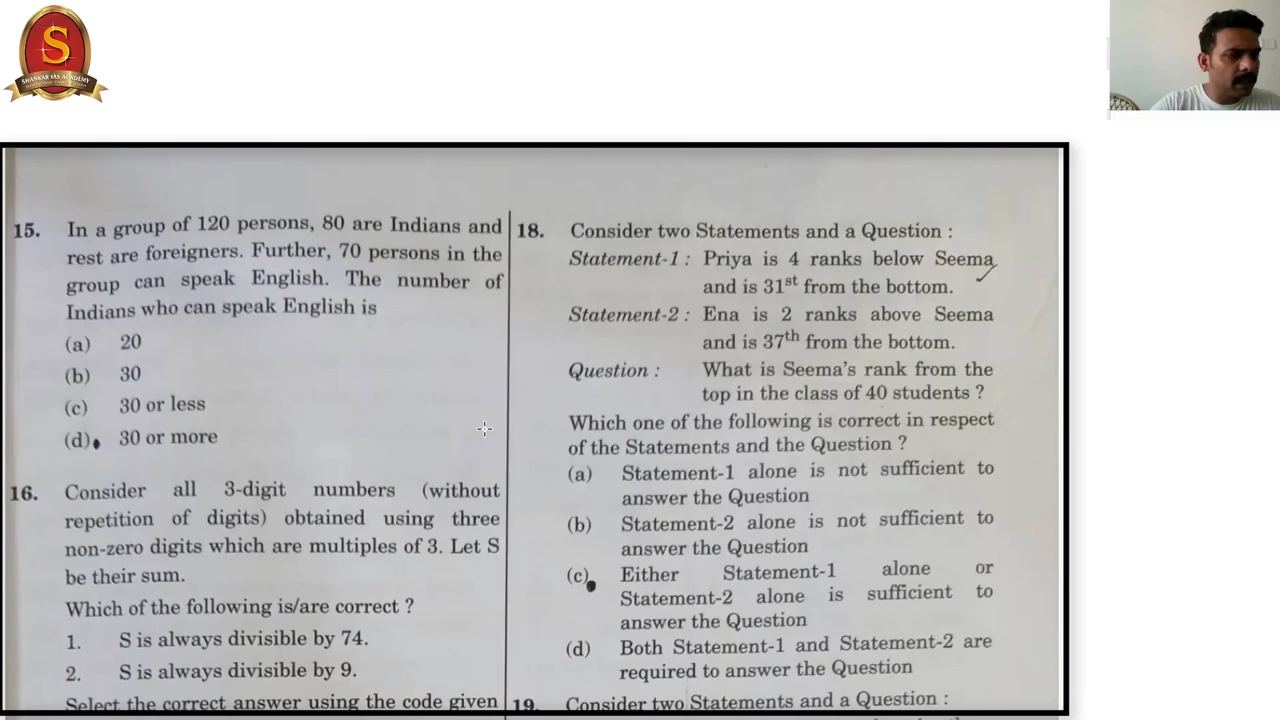 S
SHANKAR IAS ACADEMY
15. In a group of 120 persons, 80 are Indians and
rest are foreigners. Further, 70 persons in the
group can speak English. The number of
Indians who can speak English is
(a) 20
(b) 30
(c) 30 or less
(d) 30 or more
16. Consider all 3-digit numbers (without
repetition of digits) obtained using three
non-zero digits which are multiples of 3. Let S
be their sum.
Which of the following is/are correct ?
1. S is always divisible by 74.
2. S is always divisible by 9.
Select the correct answer using the code given
18. Consider two Statements and a Question :
Statement-1 : Priya is 4 ranks below Seema
and is 31st from the bottom.
Statement-2 : Ena is 2 ranks above Seema
and is 37th from the bottom.
Question : What is Seema's rank from the
top in the class of 40 students ?
Which one of the following is correct in respect
of the Statements and the Question ?
(a) Statement-1 alone is not sufficient to
answer the Question
(b) Statement-2 alone is not sufficient to
answer the Question
(c) Either Statement-1 alone or
Statement-2 alone is sufficient to
answer the Question
(d) Both Statement-1 and Statement-2 are
required to answer the Question
19. Consider two Statements and a Question :